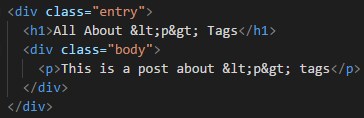 <div class="entry">
  <h1>All About &lt;p&gt; Tags</h1>
  <div class="body">
    <p>This is a post about &lt;p&gt; tags</p>
  </div>
</div>